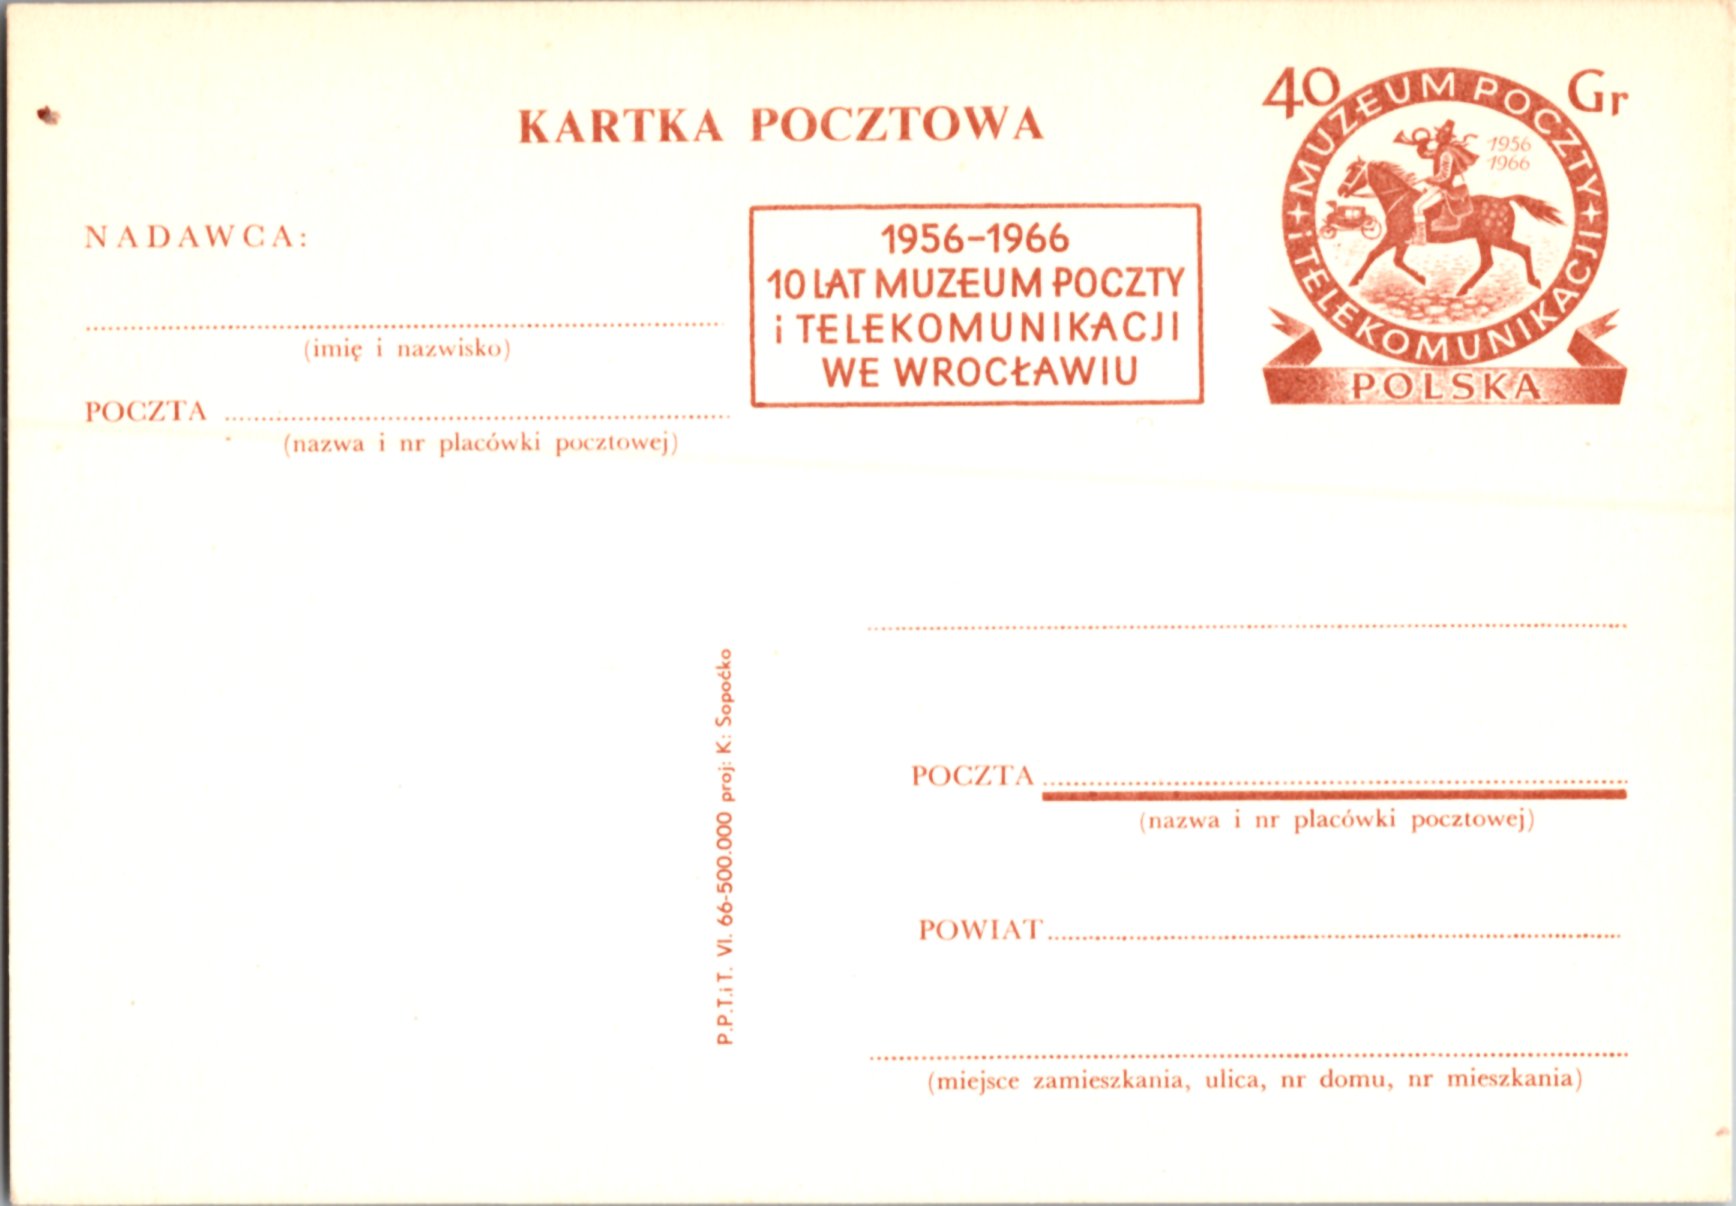 KARTKA POCZTOWA
40 Gr
MUZEUM POCZTY
i TELEKOMUNIKACJI
1956
1966
POLSKA
NADAWCA:
(imię i nazwisko)
POCZTA
(nazwa i nr placówki pocztowej)
1956-1966
10 LAT MUZEUM POCZTY
i TELEKOMUNIKACJI
WE WROCŁAWIU
P.P.T.i T. VI. 66-500.000 proj: K: Sopoćko
POCZTA
(nazwa i nr placówki pocztowej)
POWIAT
(miejsce zamieszkania, ulica, nr domu, nr mieszkania)